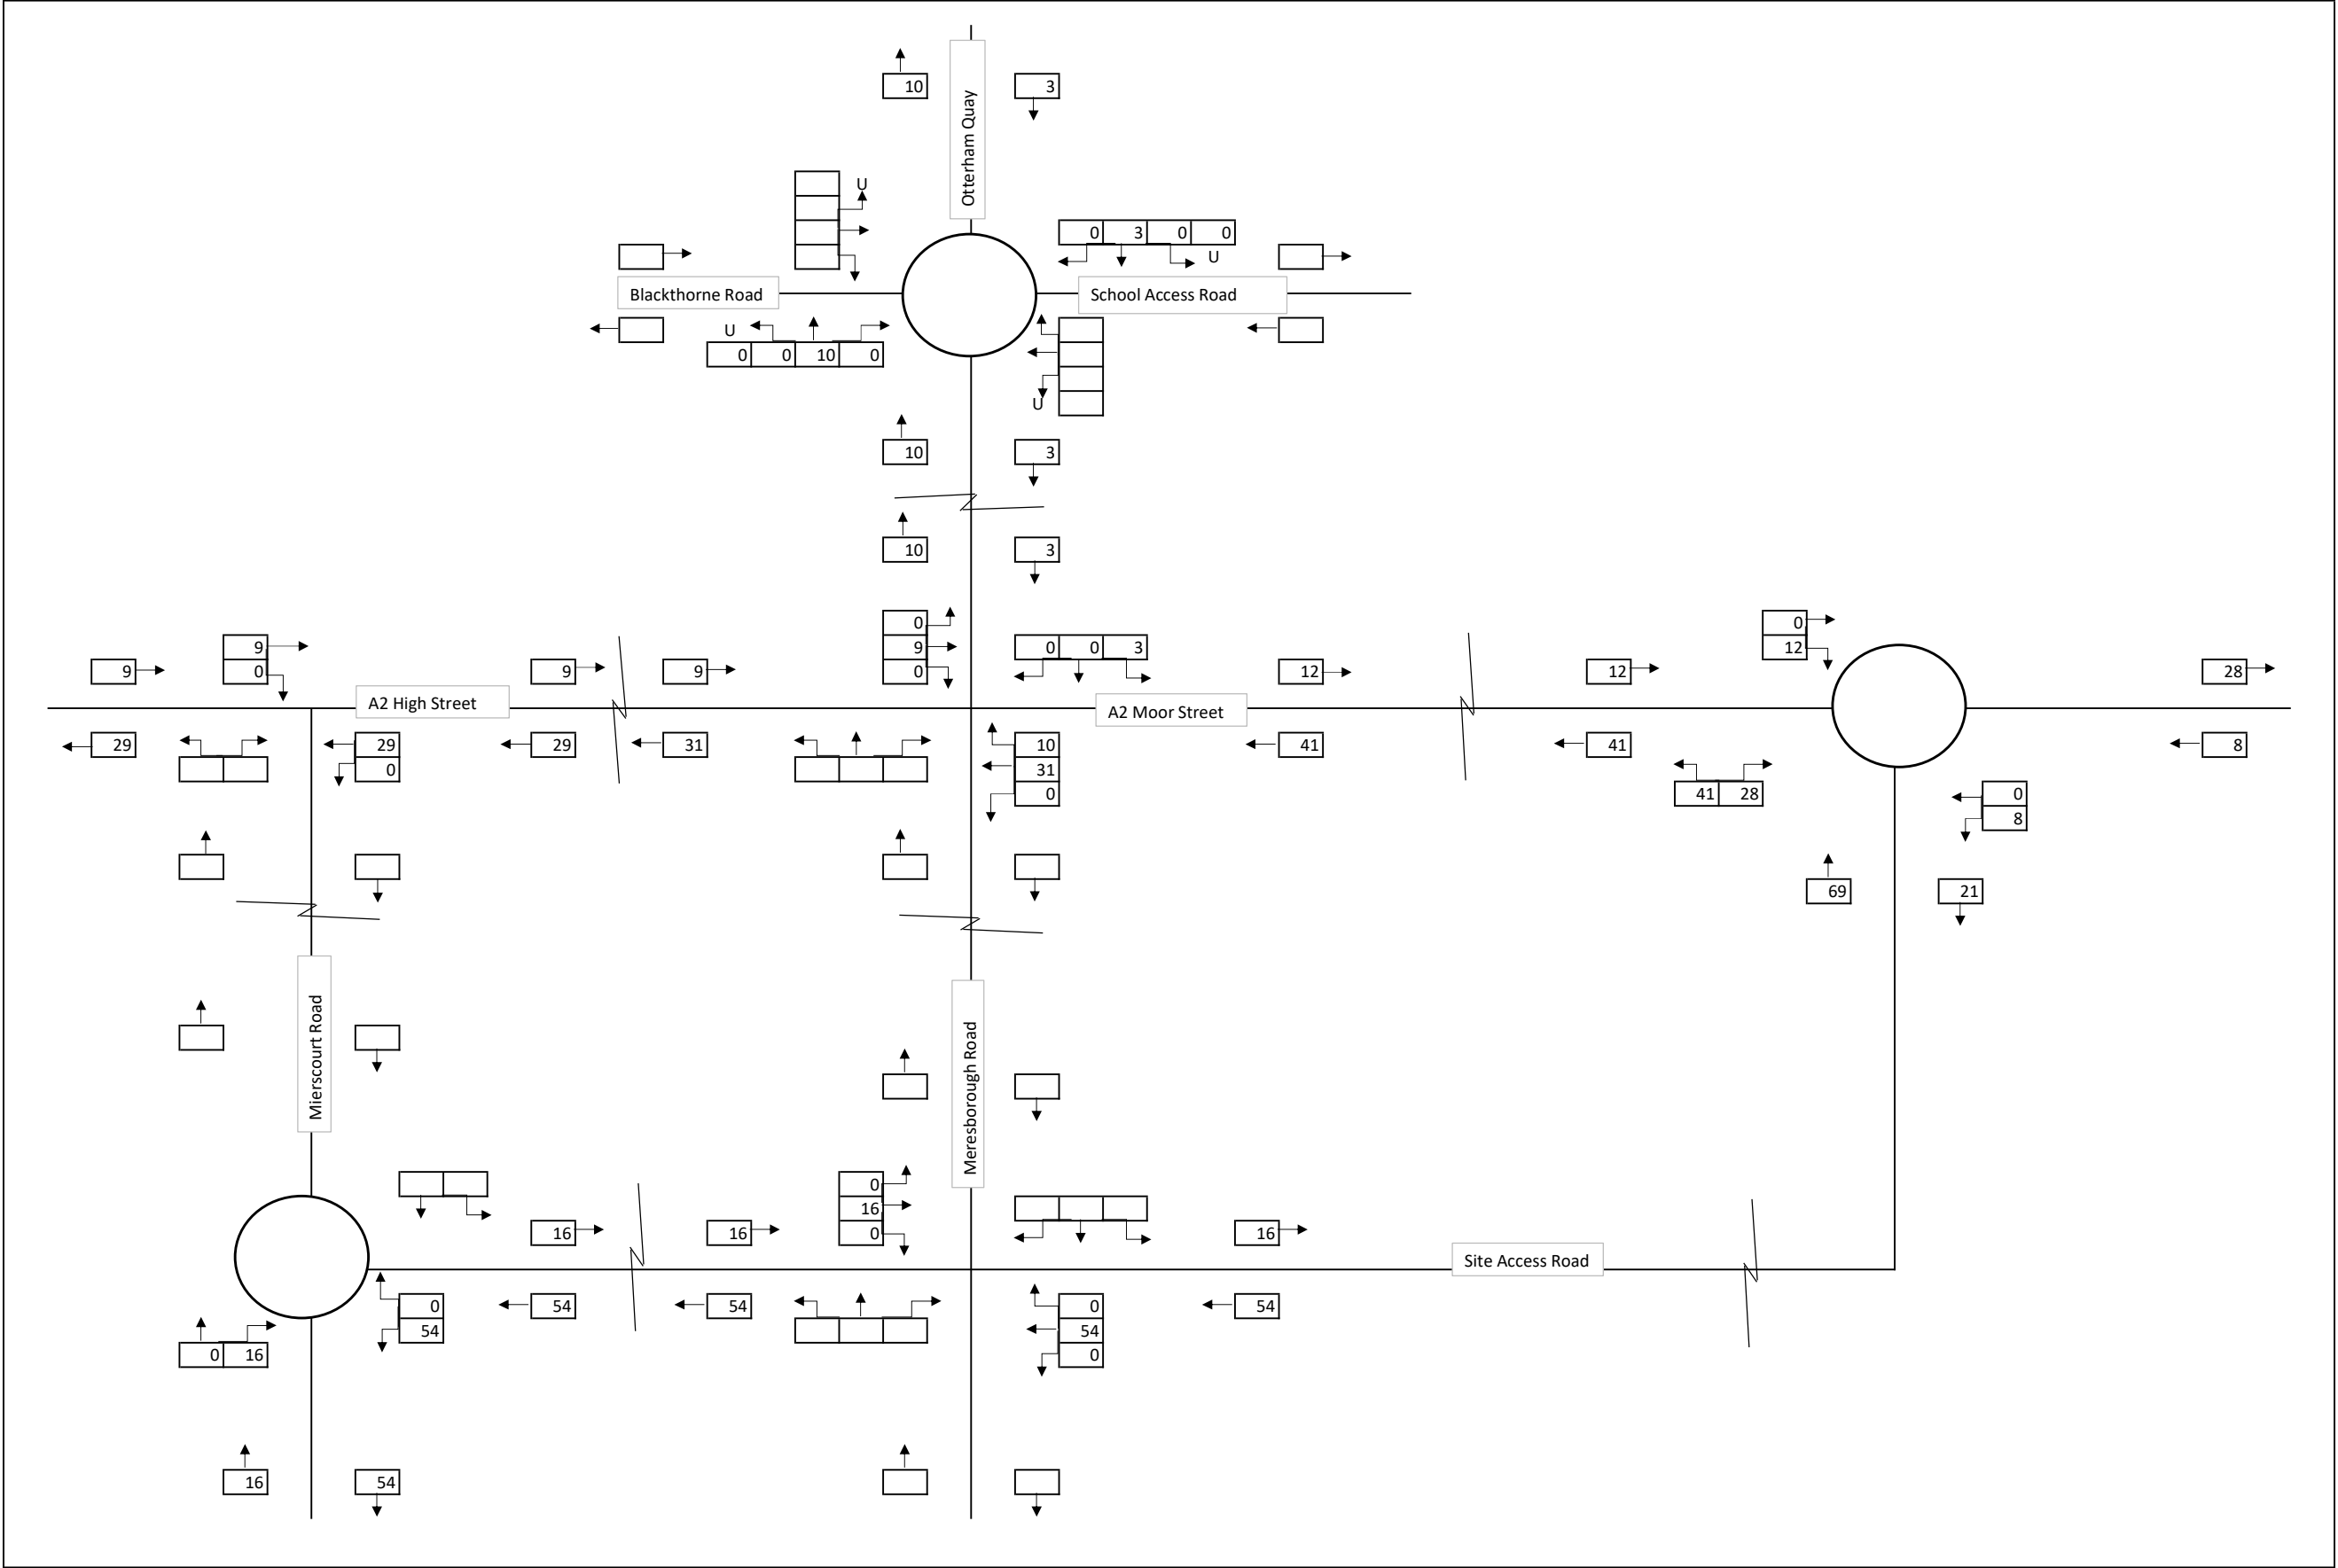 10 3
Otterham Quay
U
0 3 0 0
U
Blackthorne Road
School Access Road
U
0 0 10 0
U
10 3
10 3
0
9
0
0 0 3
0
12
9
0
9 9 9 12 12 28
A2 High Street
A2 Moor Street
29 29 31 41 41 8
29
0
10
31
0
41 28
0
8
69 21
Mierscourt Road
Meresborough Road
0
16
0
16 16 16
Site Access Road
0
54
54 54 54
0
54
0
0 16
16 54